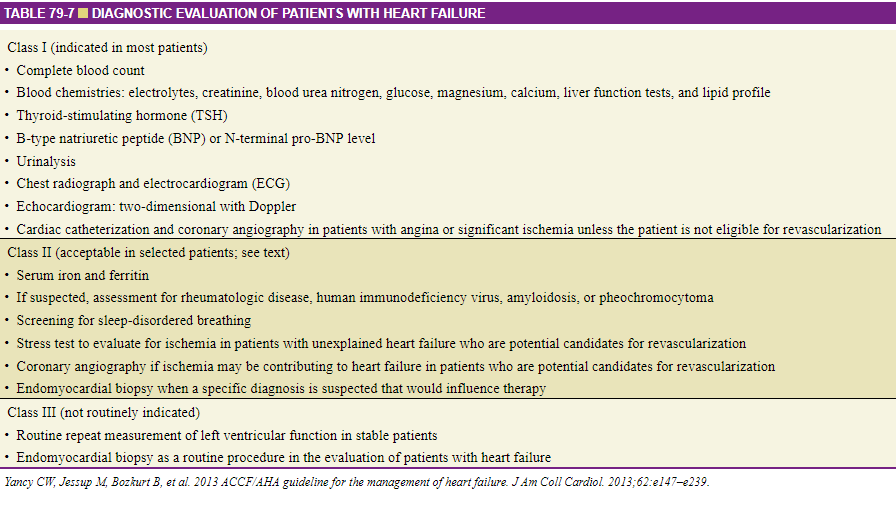 TABLE 79-7 ■ DIAGNOSTIC EVALUATION OF PATIENTS WITH HEART FAILURE
Class I (indicated in most patients)
• Complete blood count
• Blood chemistries: electrolytes, creatinine, blood urea nitrogen, glucose, magnesium, calcium, liver function tests, and lipid profile
• Thyroid-stimulating hormone (TSH)
• B-type natriuretic peptide (BNP) or N-terminal pro-BNP level
• Urinalysis
• Chest radiograph and electrocardiogram (ECG)
• Echocardiogram: two-dimensional with Doppler
• Cardiac catheterization and coronary angiography in patients with angina or significant ischemia unless the patient is not eligible for revascularization
Class II (acceptable in selected patients; see text)
• Serum iron and ferritin
• If suspected, assessment for rheumatologic disease, human immunodeficiency virus, amyloidosis, or pheochromocytoma
• Screening for sleep-disordered breathing
• Stress test to evaluate for ischemia in patients with unexplained heart failure who are potential candidates for revascularization
• Coronary angiography if ischemia may be contributing to heart failure in patients who are potential candidates for revascularization
• Endomyocardial biopsy when a specific diagnosis is suspected that would influence therapy
Class III (not routinely indicated)
• Routine repeat measurement of left ventricular function in stable patients
• Endomyocardial biopsy as a routine procedure in the evaluation of patients with heart failure
Yancy CW, Jessup M, Bozkurt B, et al. 2013 ACCF/AHA guideline for the management of heart failure. J Am Coll Cardiol. 2013;62:e147–e239.